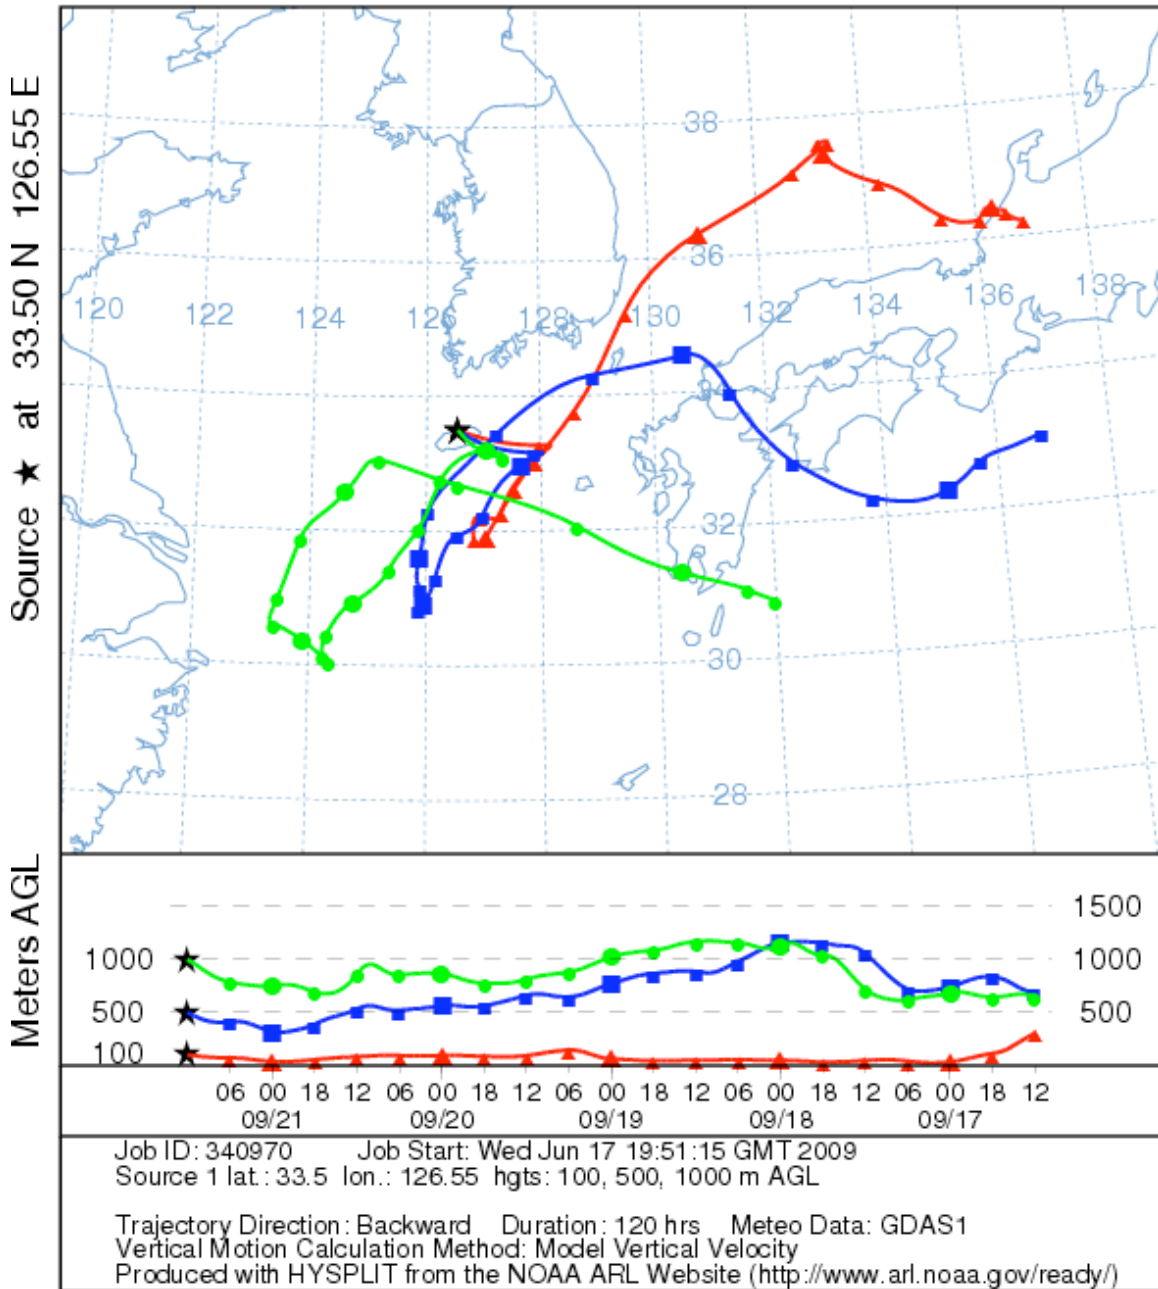 Source ★ at 33.50 N 126.55 E
38
36
120 122 124 126 128 130 132 134 136 138
32
30
28
Meters AGL
1500
1000 1000
500 500
100
06 00 18 12 06 00 18 12 06 00 18 12 06 00 18 12 06 00 18 12
09/21 09/20 09/19 09/18 09/17
Job ID: 340970 Job Start: Wed Jun 17 19:51:15 GMT 2009
Source 1 lat.: 33.5 lon.: 126.55 hgts: 100, 500, 1000 m AGL
Trajectory Direction: Backward Duration: 120 hrs Meteo Data: GDAS1
Vertical Motion Calculation Method: Model Vertical Velocity
Produced with HYSPLIT from the NOAA ARL Website (http://www.arl.noaa.gov/ready/)